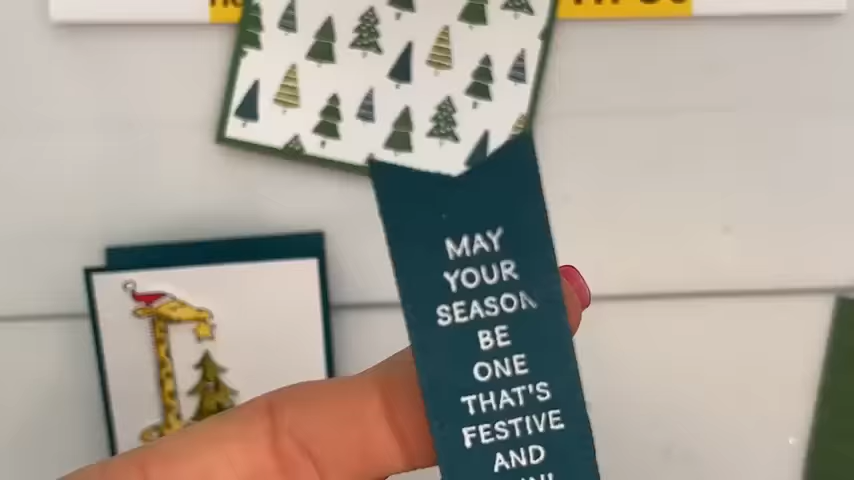 MAY
YOUR
SEASON
BE
ONE
THAT'S
FESTIVE
AND